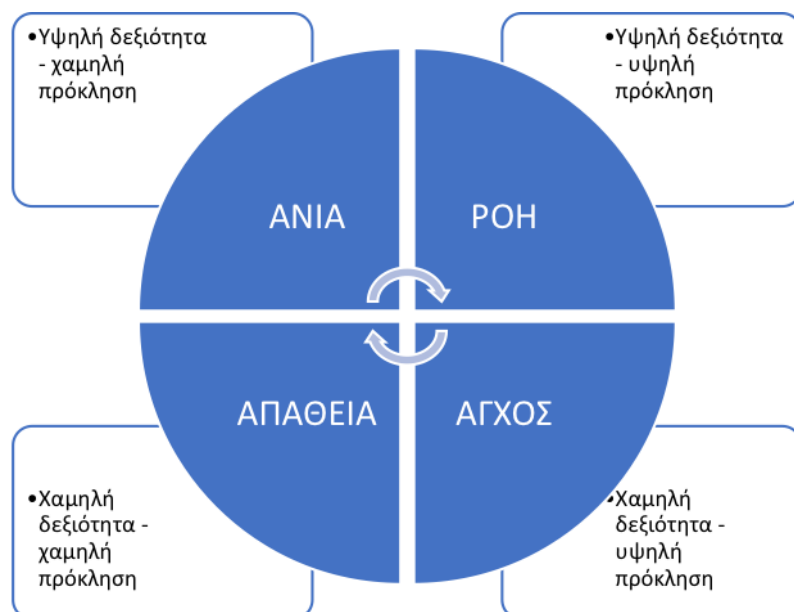 •Υψηλή δεξιότητα
- χαμηλή
πρόκληση
•Υψηλή δεξιότητα
- υψηλή
πρόκληση
ΑΝΙΑ
ΡΟΗ
ΑΠΑΘΕΙΑ
ΑΓΧΟΣ
•Χαμηλή
δεξιότητα -
χαμηλή
πρόκληση
•Χαμηλή
δεξιότητα -
υψηλή
πρόκληση